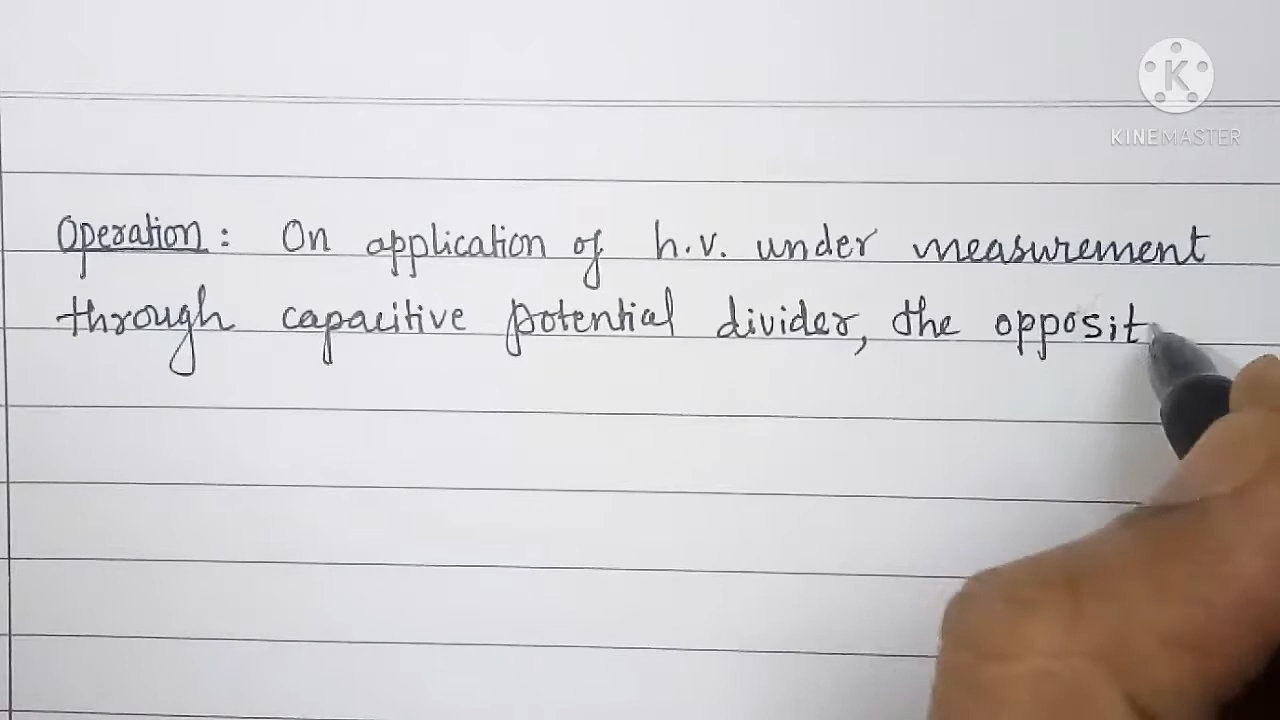 K
KINEMASTER
Operation: On application of h.v. under measurement
through capacitive potential divider, the opposit